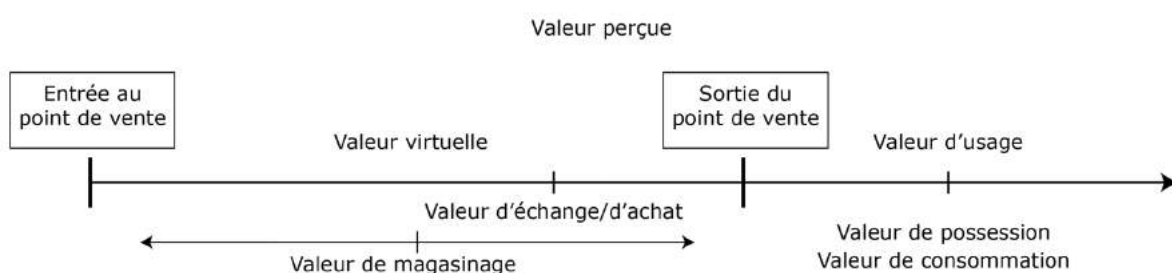 Valeur perçue
Entrée au
point de vente
Sortie du
point de vente
Valeur virtuelle
Valeur d'usage
Valeur d'échange/d'achat
Valeur de magasinage
Valeur de possession
Valeur de consommation